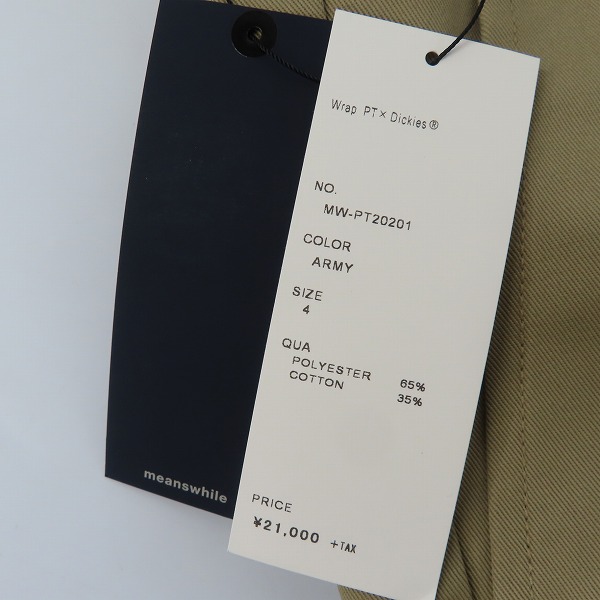 Wrap PT×Dickies®
NO.
MW-PT20201
COLOR
ARMY
SIZE
4
QUA
POLYESTER 65%
COTTON 35%
PRICE
¥21,000 +TAX
meanswhile